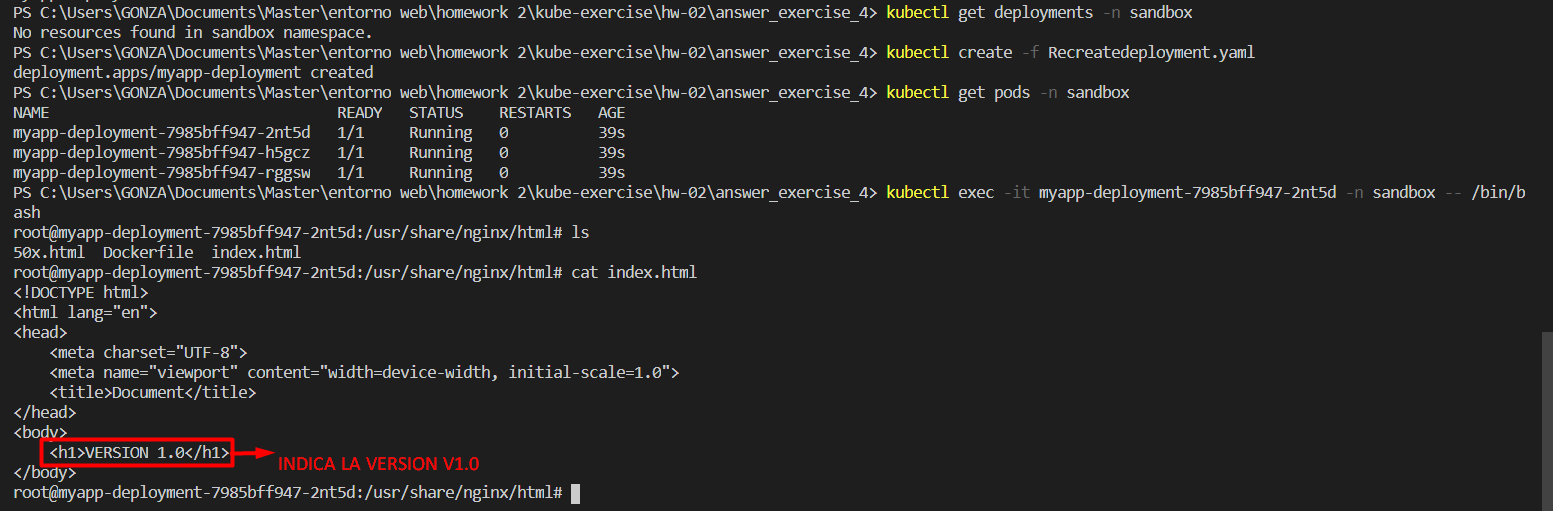 PS C:\Users\GONZA\Documents\Master\entorno web\homework 2\kube-exercise\hw-02\answer_exercise_4> kubectl get deployments -n sandbox
No resources found in sandbox namespace.
PS C:\Users\GONZA\Documents\Master\entorno web\homework 2\kube-exercise\hw-02\answer_exercise_4> kubectl create -f Recreatedeployment.yaml
deployment.apps/myapp-deployment created
PS C:\Users\GONZA\Documents\Master\entorno web\homework 2\kube-exercise\hw-02\answer_exercise_4> kubectl get pods -n sandbox
NAME READY STATUS RESTARTS AGE
myapp-deployment-7985bff947-2nt5d 1/1 Running 0 39s
myapp-deployment-7985bff947-h5gcz 1/1 Running 0 39s
myapp-deployment-7985bff947-rggsw 1/1 Running 0 39s
PS C:\Users\GONZA\Documents\Master\entorno web\homework 2\kube-exercise\hw-02\answer_exercise_4> kubectl exec -it myapp-deployment-7985bff947-2nt5d -n sandbox -- /bin/b
ash
root@myapp-deployment-7985bff947-2nt5d:/usr/share/nginx/html# ls
50x.html Dockerfile index.html
root@myapp-deployment-7985bff947-2nt5d:/usr/share/nginx/html# cat index.html
<!DOCTYPE html>
<html lang="en">
<head>
    <meta charset="UTF-8">
    <meta name="viewport" content="width=device-width, initial-scale=1.0">
    <title>Document</title>
</head>
<body>
    <h1>VERSION 1.0</h1>
INDICA LA VERSION V1.0
</body>
root@myapp-deployment-7985bff947-2nt5d:/usr/share/nginx/html#